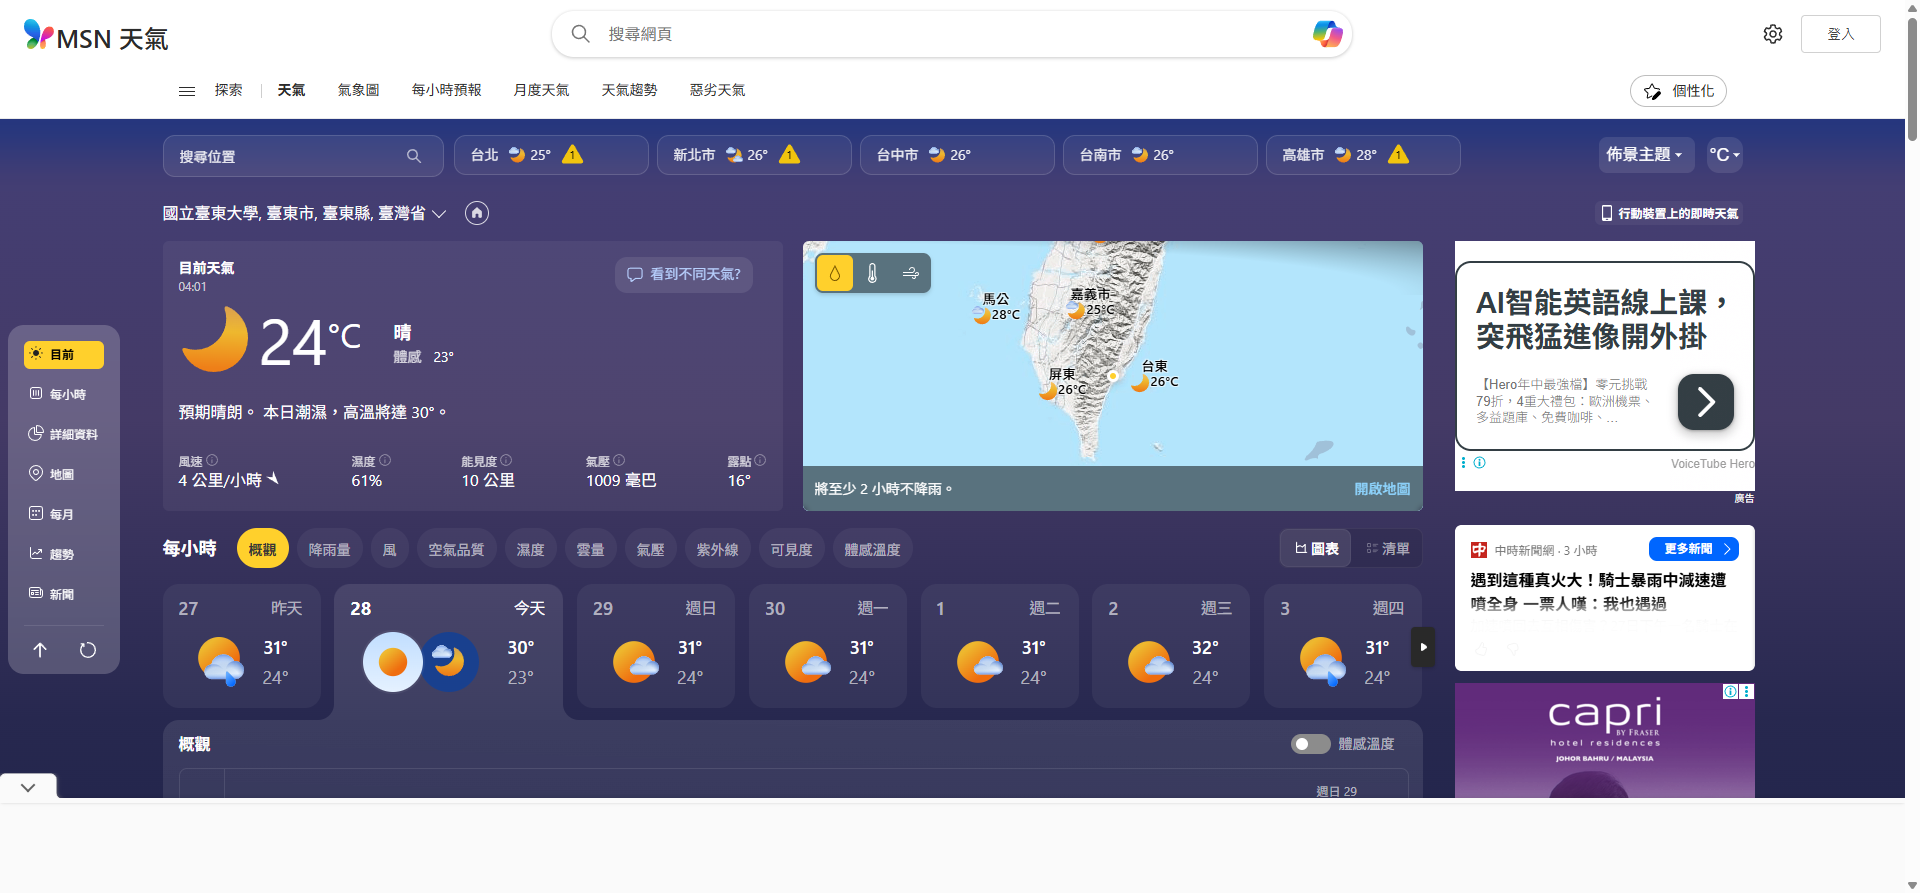 MSN 天氣
搜尋網頁
登入
探索
天氣
氣象圖
每小時預報
月度天氣
天氣趨勢
惡劣天氣
個性化
搜尋位置
台北 25° 1
新北市 26° 1
台中市 26°
台南市 26°
高雄市 28° 1
佈景主題
°C
國立臺東大學, 臺東市, 臺東縣, 臺灣省
行動裝置上的即時天氣
目前天氣
04:01
看到不同天氣?
24°C
晴
體感 23°
預期晴朗。 本日潮濕，高溫將達 30°。
風速
4 公里/小時
濕度
61%
能見度
10 公里
氣壓
1009 毫巴
露點
16°
馬公
28°C
嘉義市
25°C
屏東
26°C
台東
26°C
將至少 2 小時不降雨。
開啟地圖
目前
每小時
詳細資料
地圖
每月
趨勢
新聞
AI智能英語線上課，
突飛猛進像開外掛
【Hero年中最強檔】零元挑戰
79折，4重大禮包：歐洲機票、
多益題庫、免費咖啡、...
VoiceTube Hero
廣告
每小時
概觀
降雨量
風
空氣品質
濕度
雲量
氣壓
紫外線
可見度
體感溫度
圖表
清單
27 昨天
31°
24°
28 今天
30°
23°
29 週日
31°
24°
30 週一
31°
24°
1 週二
31°
24°
2 週三
32°
24°
3 週四
31°
24°
中時新聞網 · 3 小時
更多新聞
遇到這種真火大！騎士暴雨中減速遭
噴全身 一票人嘆：我也遇過
概觀
體感溫度
週日 29
capri
BY FRASER
hotel residences
JOHOR BAHRU / MALAYSIA